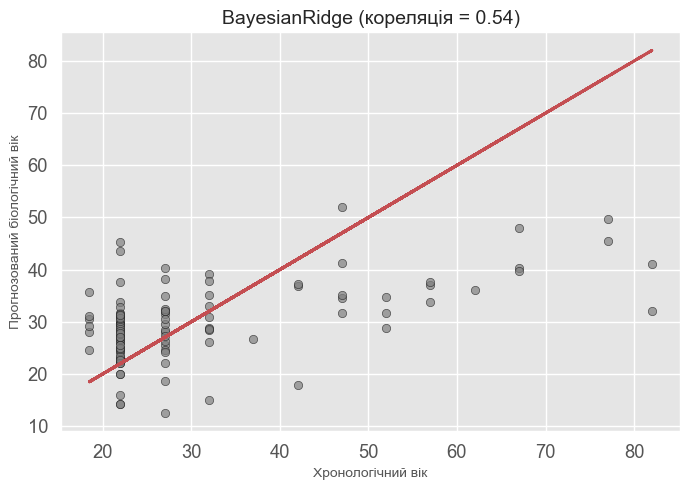 BayesianRidge (кореляція = 0.54)
Прогнозований біологічний вік
80
70
60
50
40
30
20
10
20 30 40 50 60 70 80
Хронологічний вік